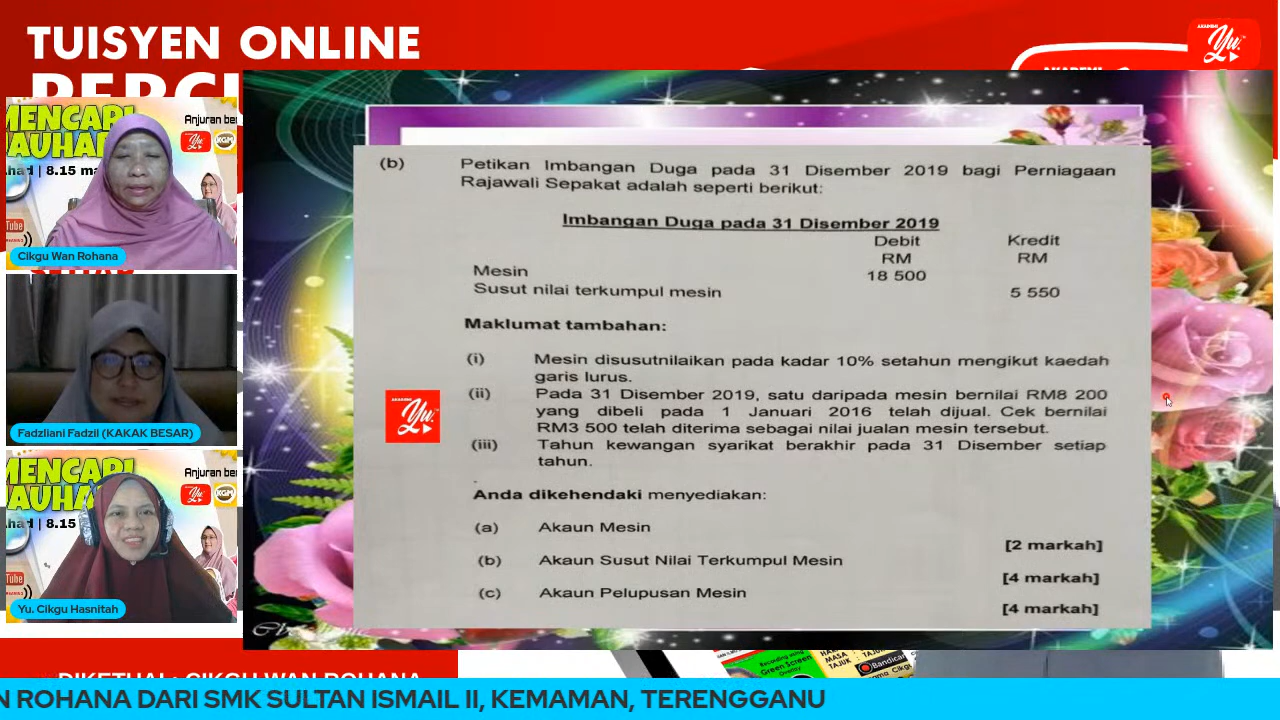 TUISYEN ONLINE
MENCARI
Anjuran ber
Cikgu Wan Rohana
Fadzliani Fadzil (KAKAK BESAR)
MENCARI
Anjuran ber
Yu. Cikgu Hasnitah
(b) Petikan Imbangan Duga pada 31 Disember 2019 bagi Perniagaan
Rajawali Sepakat adalah seperti berikut:
Imbangan Duga pada 31 Disember 2019
Debit Kredit
RM RM
Mesin 18 500
Susut nilai terkumpul mesin 5 550
Maklumat tambahan:
(i) Mesin disusutnilaikan pada kadar 10% setahun mengikut kaedah
garis lurus.
(ii) Pada 31 Disember 2019, satu daripada mesin bernilai RM8 200
yang dibeli pada 1 Januari 2016 telah dijual. Cek bernilai
RM3 500 telah diterima sebagai nilai jualan mesin tersebut.
(iii) Tahun kewangan syarikat berakhir pada 31 Disember setiap
tahun.
Anda dikehendaki menyediakan:
(a) Akaun Mesin
[2 markah]
(b) Akaun Susut Nilai Terkumpul Mesin
[4 markah]
(c) Akaun Pelupusan Mesin
[4 markah]
N ROHANA DARI SMK SULTAN ISMAIL II, KEMAMAN, TERENGGANU